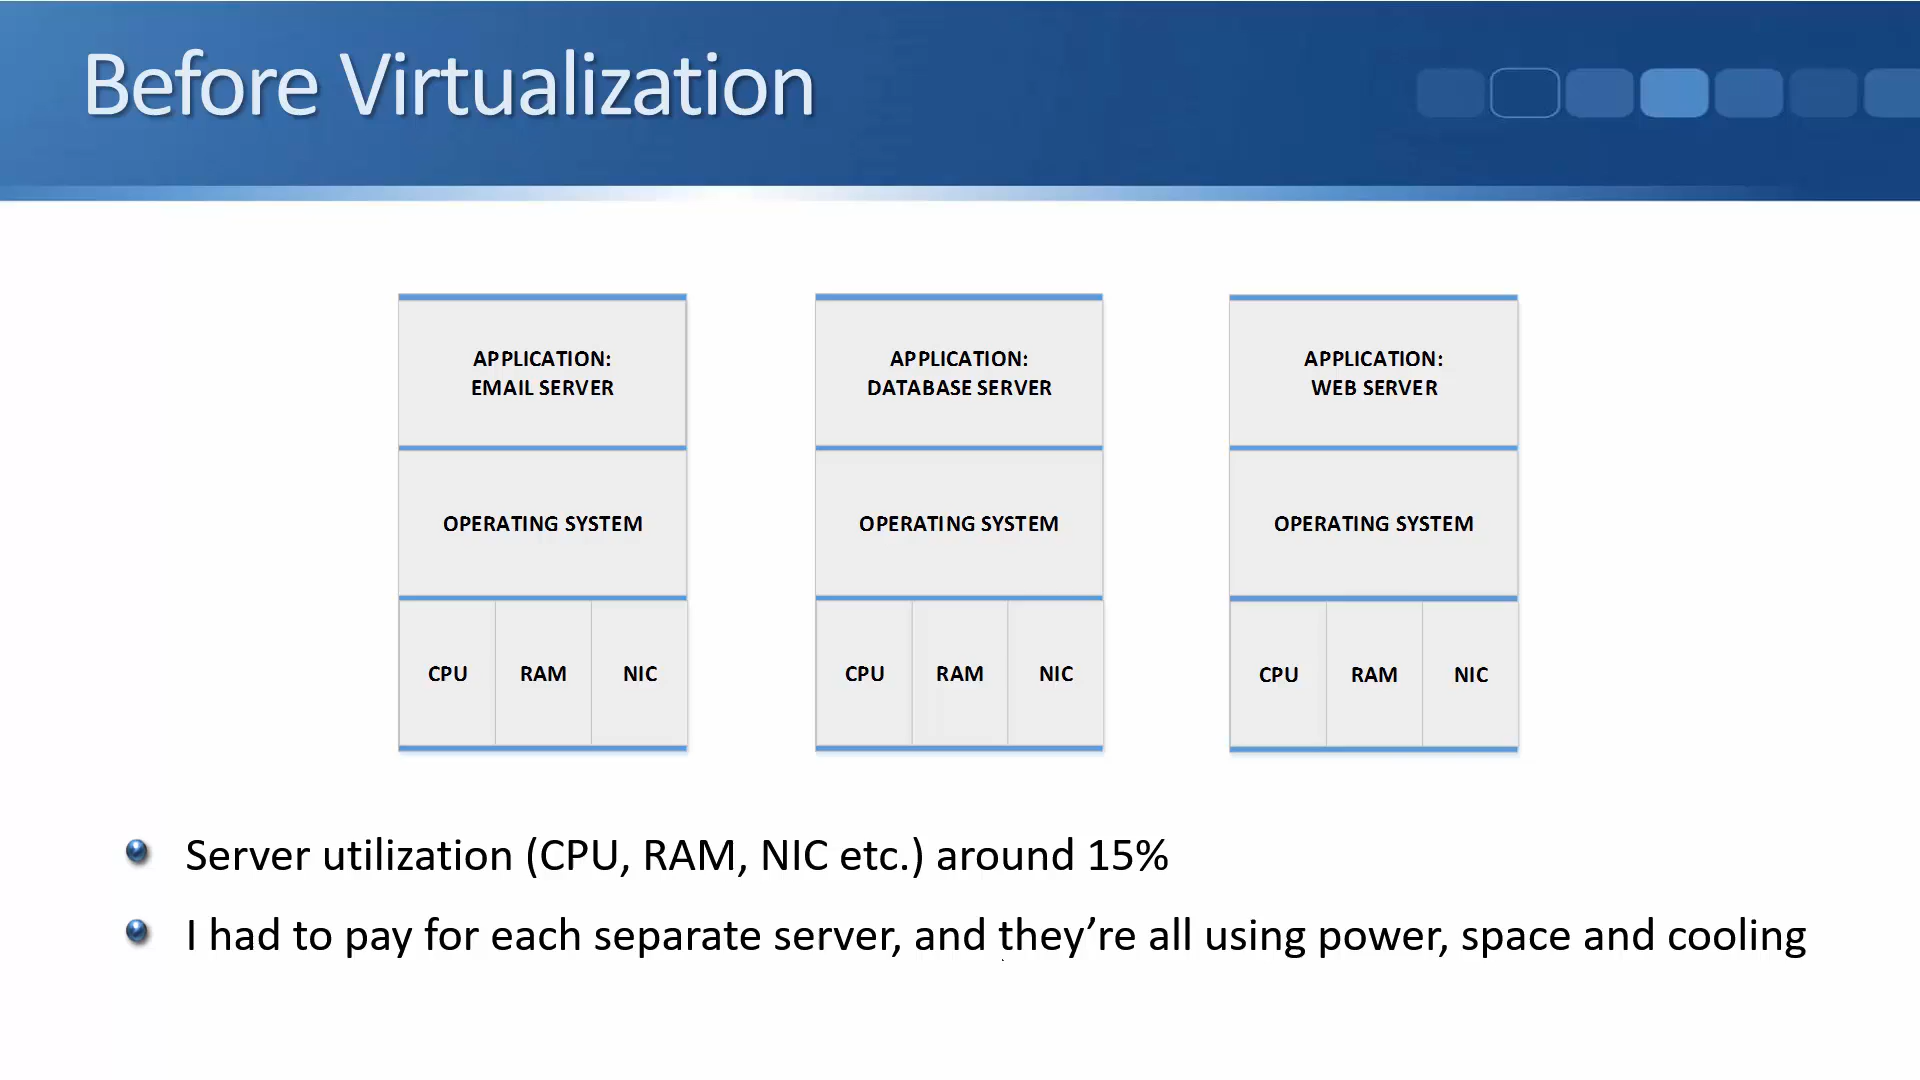 Before Virtualization
APPLICATION:
EMAIL SERVER
OPERATING SYSTEM
CPU RAM NIC
APPLICATION:
DATABASE SERVER
OPERATING SYSTEM
CPU RAM NIC
APPLICATION:
WEB SERVER
OPERATING SYSTEM
CPU RAM NIC
Server utilization (CPU, RAM, NIC etc.) around 15%
I had to pay for each separate server, and they’re all using power, space and cooling